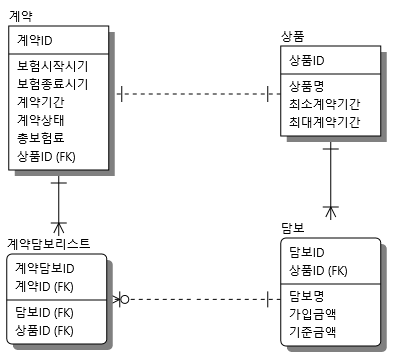 계약
계약ID
보험시작시기
보험종료시기
계약기간
계약상태
총보험료
상품ID (FK)
상품
상품ID
상품명
최소계약기간
최대계약기간
계약담보리스트
계약담보ID
계약ID (FK)
담보ID (FK)
상품ID (FK)
담보
담보ID
상품ID (FK)
담보명
가입금액
기준금액